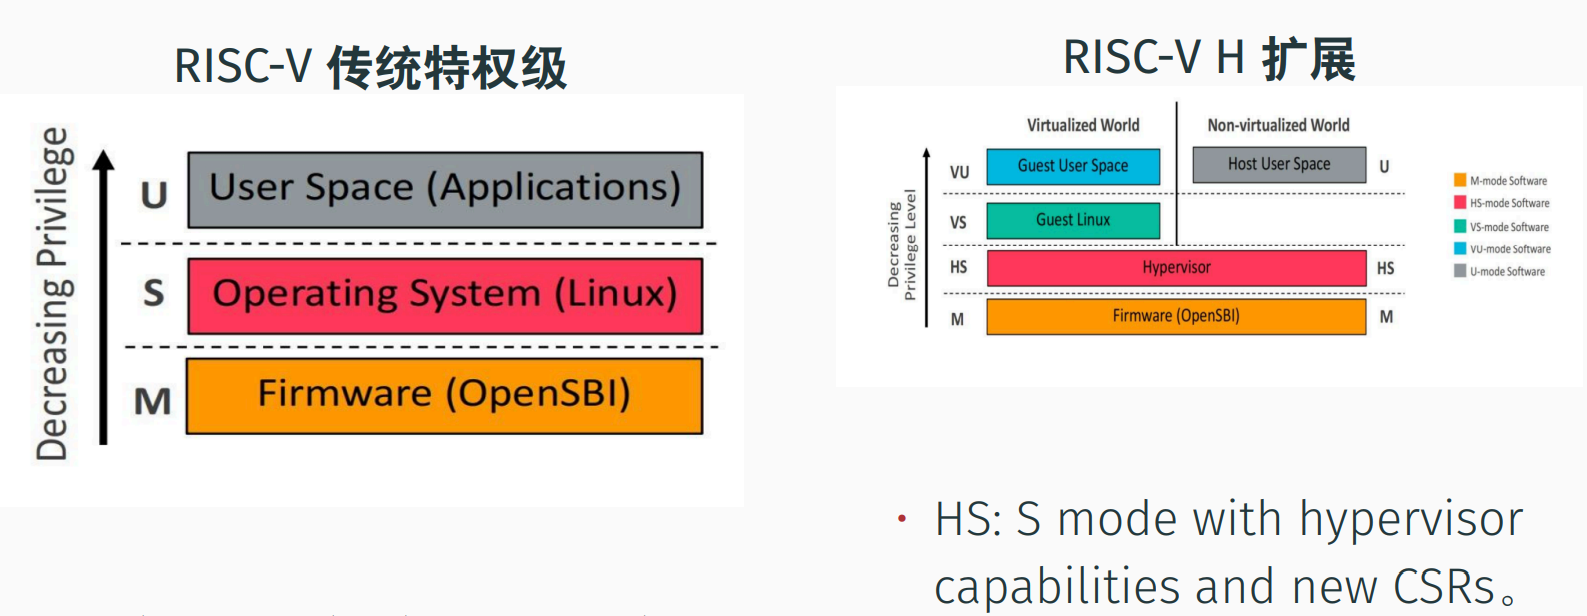 RISC-V 传统特权级
Decreasing Privilege
U
User Space (Applications)
S
Operating System (Linux)
M
Firmware (OpenSBI)
RISC-V H 扩展
Virtualized World
Non-virtualized World
Decreasing
Privilege Level
VU
Guest User Space
Host User Space
U
VS
Guest Linux
HS
Hypervisor
HS
M
Firmware (OpenSBI)
M
M-mode Software
HS-mode Software
VS-mode Software
VU-mode Software
U-mode Software
• HS: S mode with hypervisor
capabilities and new CSRs。